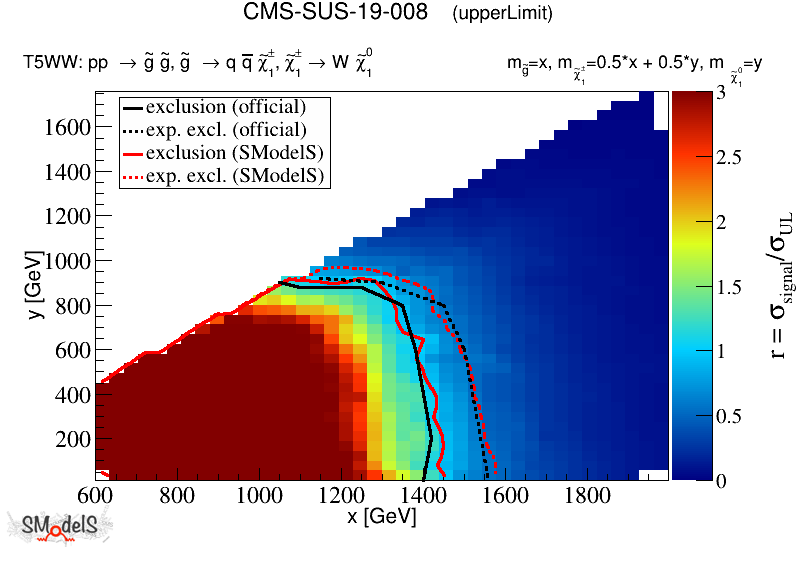 CMS-SUS-19-008 (upperLimit)
T5WW: pp → g̃ g̃, g̃ → q q̅ χ̃₁^±, χ̃₁^± → W χ̃₁⁰
m_g̃=x, m_χ̃₁^±=0.5*x + 0.5*y, m_χ̃₁⁰=y
exclusion (official)
exp. excl. (official)
exclusion (SModelS)
exp. excl. (SModelS)
y [GeV]
1600
1400
1200
1000
800
600
400
200
600 800 1000 1200 1400 1600 1800
x [GeV]
3
2.5
2
1.5
1
0.5
0
r = σ_signal/σ_UL
SModelS